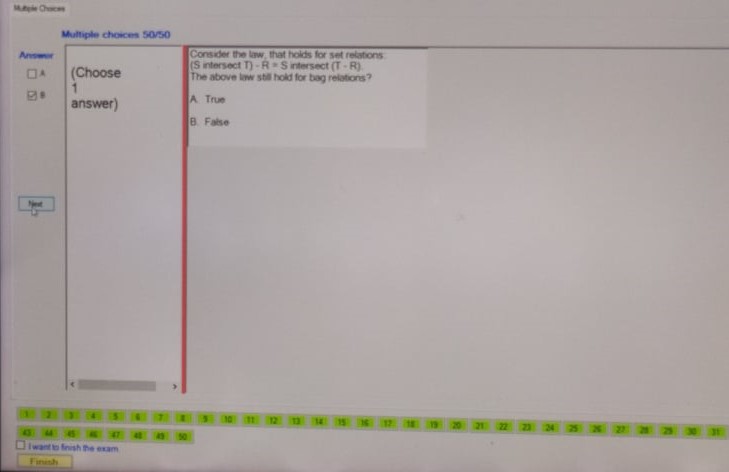 Multiple Choices
Multiple choices 50/50
Answer
A
B
Next
(Choose
1
answer)
Consider the law, that holds for set relations:
(S intersect T) - R = S intersect (T - R).
The above law still hold for bag relations?
A. True
B. False
1 2 3 4 5 6 7 8 9 10 11 12 13 14 15 16 17 18 19 20 21 22 23 24 25 26 27 28 29 30 31
43 44 45 46 47 48 49 50
I want to finish the exam.
Finish